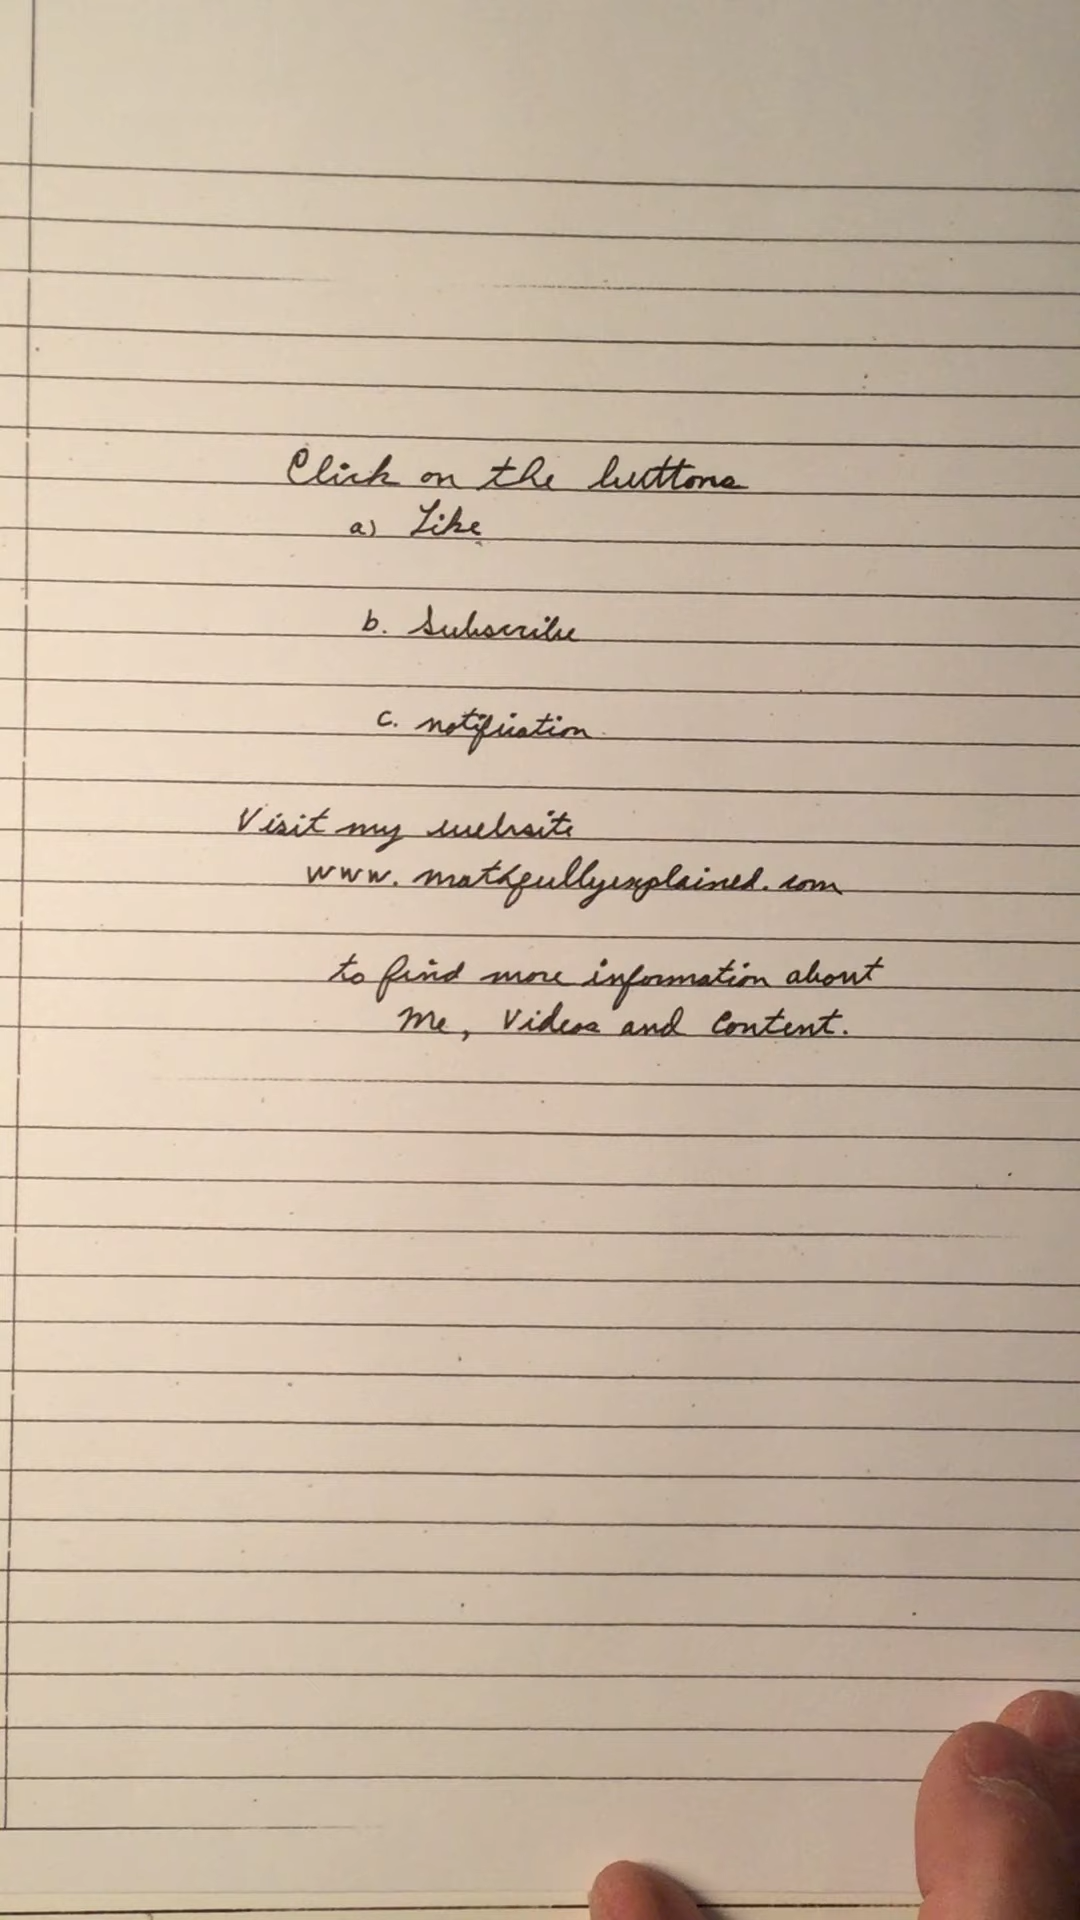 Click on the buttons
a) Like
b. Subscribe
c. notification
Visit my website
www.mathfullyexplained.com
to find more information about
Me, Videos and Content.